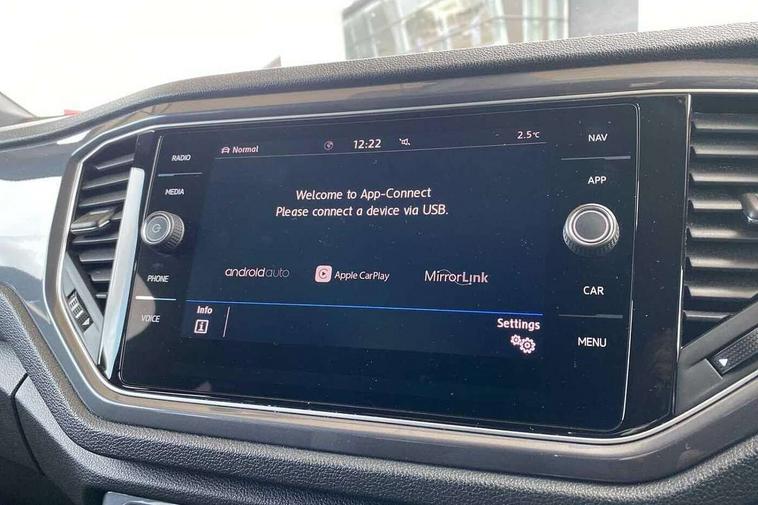 RADIO
MEDIA
PHONE
VOICE
Normal
12:22
2.5°C
Welcome to App-Connect
Please connect a device via USB.
androidauto
Apple CarPlay
MirrorLink
Info
Settings
NAV
APP
CAR
MENU